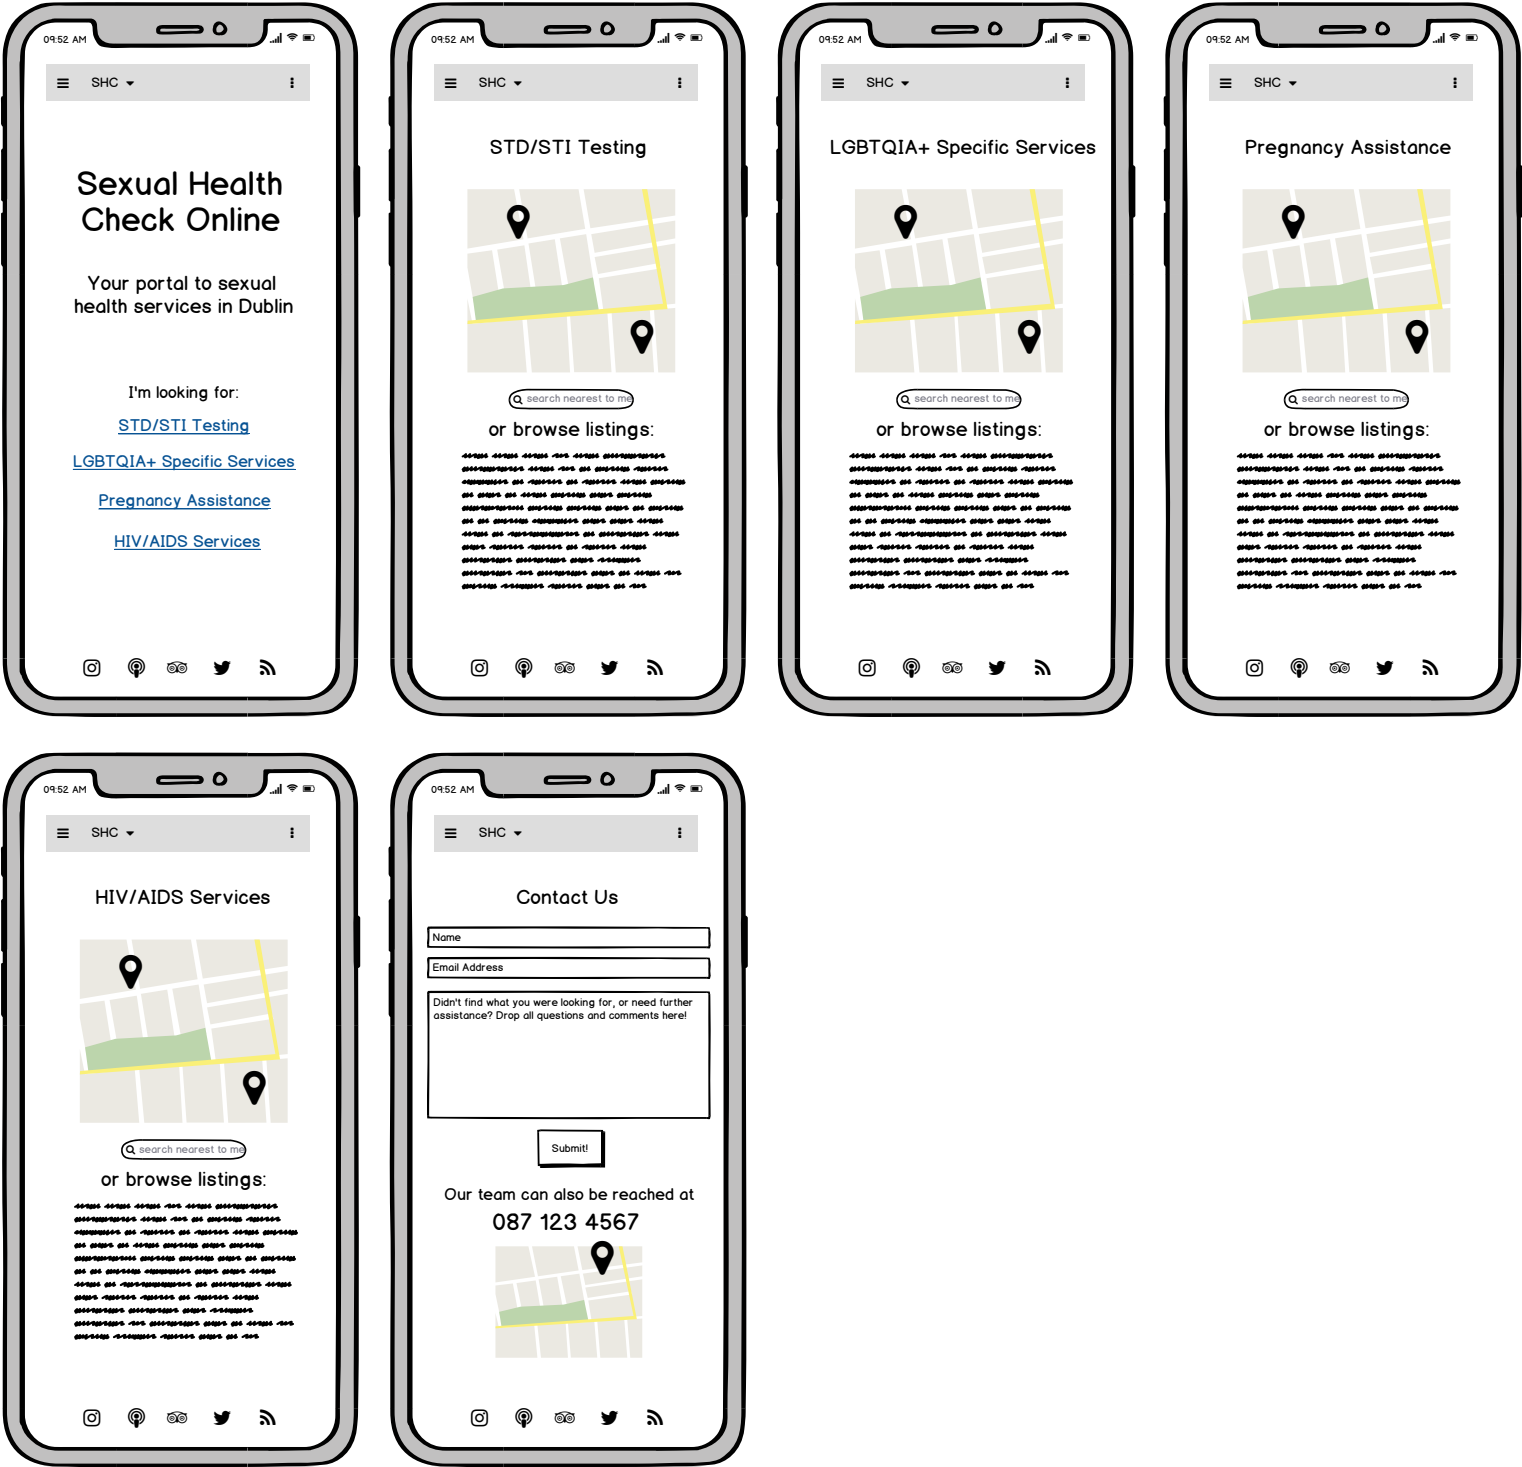 09:52 AM
SHC
Sexual Health
Check Online
Your portal to sexual
health services in Dublin
I'm looking for:
STD/STI Testing
LGBTQIA+ Specific Services
Pregnancy Assistance
HIV/AIDS Services
09:52 AM
SHC
STD/STI Testing
search nearest to me
or browse listings:
09:52 AM
SHC
LGBTQIA+ Specific Services
search nearest to me
or browse listings:
09:52 AM
SHC
Pregnancy Assistance
search nearest to me
or browse listings:
09:52 AM
SHC
HIV/AIDS Services
search nearest to me
or browse listings:
09:52 AM
SHC
Contact Us
Name
Email Address
Didn't find what you were looking for, or need further
assistance? Drop all questions and comments here!
Submit!
Our team can also be reached at
087 123 4567